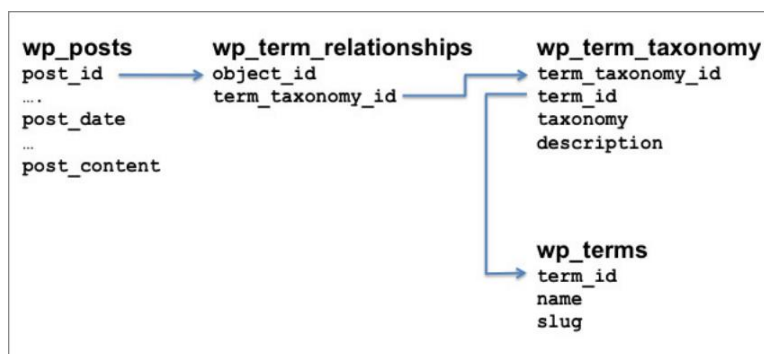 wp_posts
post_id
….
post_date
…
post_content
wp_term_relationships
object_id
term_taxonomy_id
wp_term_taxonomy
term_taxonomy_id
term_id
taxonomy
description
wp_terms
term_id
name
slug